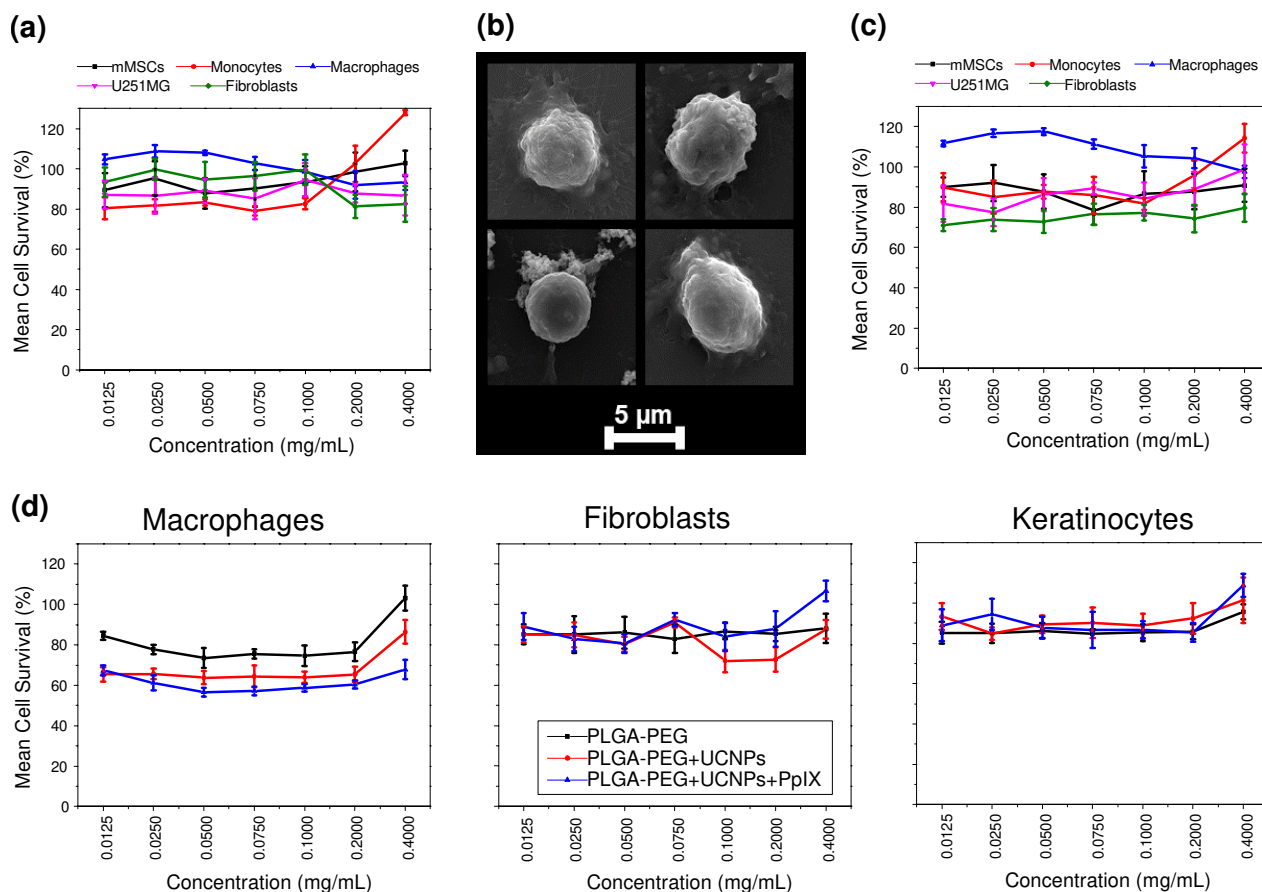 (a)
mMSCs Monocytes Macrophages
U251MG Fibroblasts
120
100
80
60
40
20
0
Mean Cell Survival (%)
0.0125 0.0250 0.0500 0.0750 0.1000 0.2000 0.4000
Concentration (mg/mL)
(b)
5 µm
(c)
mMSCs Monocytes Macrophages
U251MG Fibroblasts
120
100
80
60
40
20
0
Mean Cell Survival (%)
0.0125 0.0250 0.0500 0.0750 0.1000 0.2000 0.4000
Concentration (mg/mL)
(d)
Macrophages
120
100
80
60
40
20
0
Mean Cell Survival (%)
0.0125 0.0250 0.0500 0.0750 0.1000 0.2000 0.4000
Concentration (mg/mL)
Fibroblasts
PLGA-PEG
PLGA-PEG+UCNPs
PLGA-PEG+UCNPs+PpIX
0.0125 0.0250 0.0500 0.0750 0.1000 0.2000 0.4000
Concentration (mg/mL)
Keratinocytes
0.0125 0.0250 0.0500 0.0750 0.1000 0.2000 0.4000
Concentration (mg/mL)